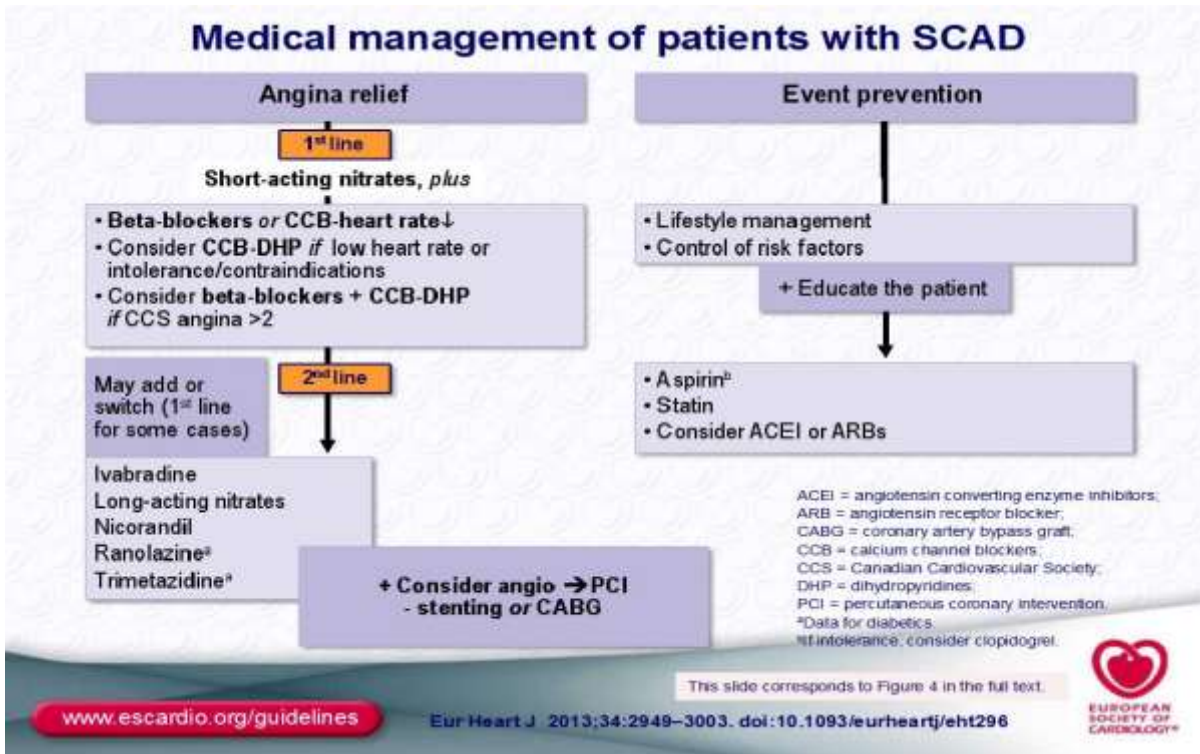 Medical management of patients with SCAD
Angina relief
1st line
Short-acting nitrates, plus
• Beta-blockers or CCB-heart rate↓
• Consider CCB-DHP if low heart rate or
intolerance/contraindications
• Consider beta-blockers + CCB-DHP
if CCS angina >2
2nd line
May add or
switch (1st line
for some cases)
Ivabradine
Long-acting nitrates
Nicorandil
Ranolazineᵃ
Trimetazidineᵃ
+ Consider angio ➔PCI
- stenting or CABG
Event prevention
• Lifestyle management
• Control of risk factors
+ Educate the patient
• Aspirinᵇ
• Statin
• Consider ACEI or ARBs
ACEI = angiotensin converting enzyme inhibitors;
ARB = angiotensin receptor blocker;
CABG = coronary artery bypass graft;
CCB = calcium channel blockers;
CCS = Canadian Cardiovascular Society;
DHP = dihydropyridines;
PCI = percutaneous coronary intervention.
ᵃData for diabetics.
ᵇIf intolerance, consider clopidogrel.
This slide corresponds to Figure 4 in the full text.
www.escardio.org/guidelines
Eur Heart J 2013;34:2949–3003. doi:10.1093/eurheartj/eht296
EUROPEAN
SOCIETY OF
CARDIOLOGY®